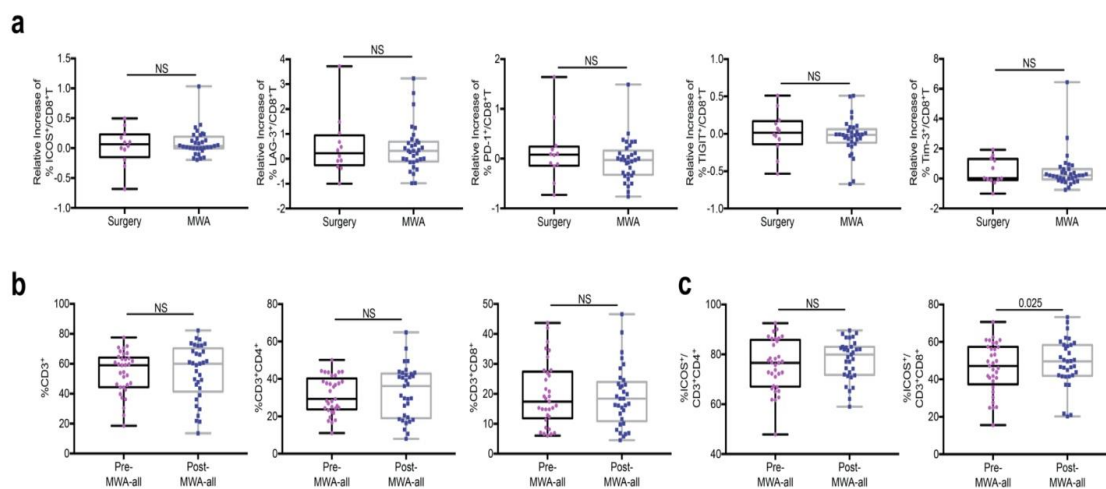 a
Relative Increase of
% ICOS⁺/CD8⁺T
1.5
1.0
0.5
0.0
-0.5
-1.0
NS
Surgery
MWA
Relative Increase of
% LAG-3⁺/CD8⁺T
4
3
2
1
0
-1
-2
NS
Surgery
MWA
Relative Increase of
% PD-1⁺/CD8⁺T
2
1
0
-1
NS
Surgery
MWA
Relative Increase of
% TIGIT⁺/CD8⁺T
1.0
0.5
0.0
-0.5
-1.0
NS
Surgery
MWA
Relative Increase of
% Tim-3⁺/CD8⁺T
8
6
4
2
0
-2
NS
Surgery
MWA
b
%CD3⁺
100
80
60
40
20
0
NS
Pre-
MWA-all
Post-
MWA-all
%CD3⁺CD4⁺
80
60
40
20
0
NS
Pre-
MWA-all
Post-
MWA-all
%CD3⁺CD8⁺
50
40
30
20
10
0
NS
Pre-
MWA-all
Post-
MWA-all
c
%ICOS⁺/
CD3⁺CD4⁺
100
80
60
40
NS
Pre-
MWA-all
Post-
MWA-all
%ICOS⁺/
CD3⁺CD8⁺
80
60
40
20
0
0.025
Pre-
MWA-all
Post-
MWA-all